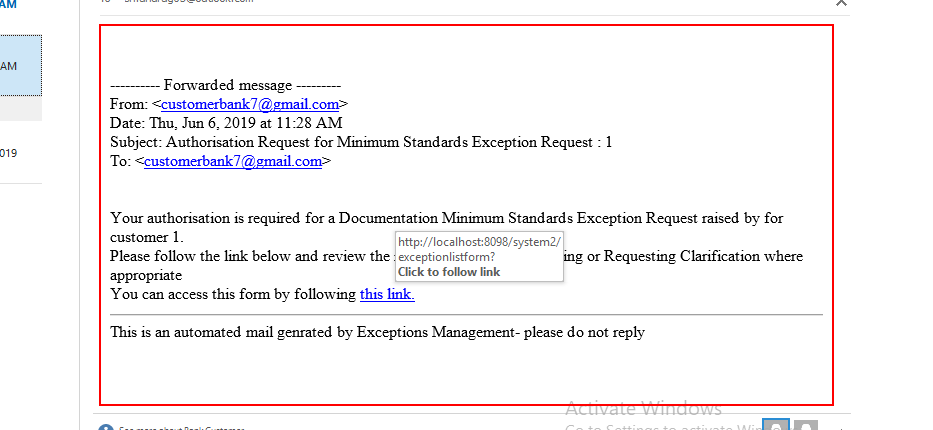 AM
AM
019
---------- Forwarded message ---------
From: <customerbank7@gmail.com>
Date: Thu, Jun 6, 2019 at 11:28 AM
Subject: Authorisation Request for Minimum Standards Exception Request : 1
To: <customerbank7@gmail.com>
Your authorisation is required for a Documentation Minimum Standards Exception Request raised by for
customer 1.
http://localhost:8098/system2/
exceptionlistform?
Click to follow link
Please follow the link below and review the ing or Requesting Clarification where
appropriate
You can access this form by following this link.
This is an automated mail genrated by Exceptions Management- please do not reply
Activate Windows
Go to Settings to activate
See more about Bank Customer